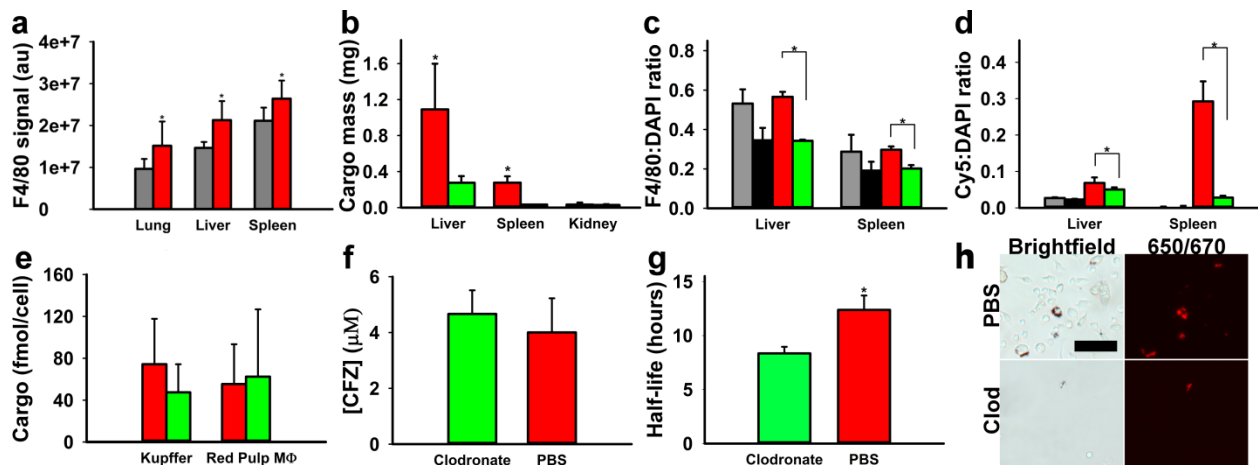 a
F4/80 signal (au)
4e+7
3e+7
2e+7
1e+7
0
* * *
Lung Liver Spleen
b
Cargo mass (mg)
1.6
1.2
0.8
0.4
0.0
* *
Liver Spleen Kidney
c
F4/80:DAPI ratio
0.8
0.6
0.4
0.2
0.0
* *
Liver Spleen
d
Cy5:DAPI ratio
0.4
0.3
0.2
0.1
0.0
* *
Liver Spleen
e
Cargo (fmol/cell)
160
120
80
40
0
Kupffer Red Pulp MΦ
f
[CFZ] (μM)
6
4
2
0
Clodronate PBS
g
Half-life (hours)
15
10
5
0
*
Clodronate PBS
h
Brightfield 650/670
PBS
Clod